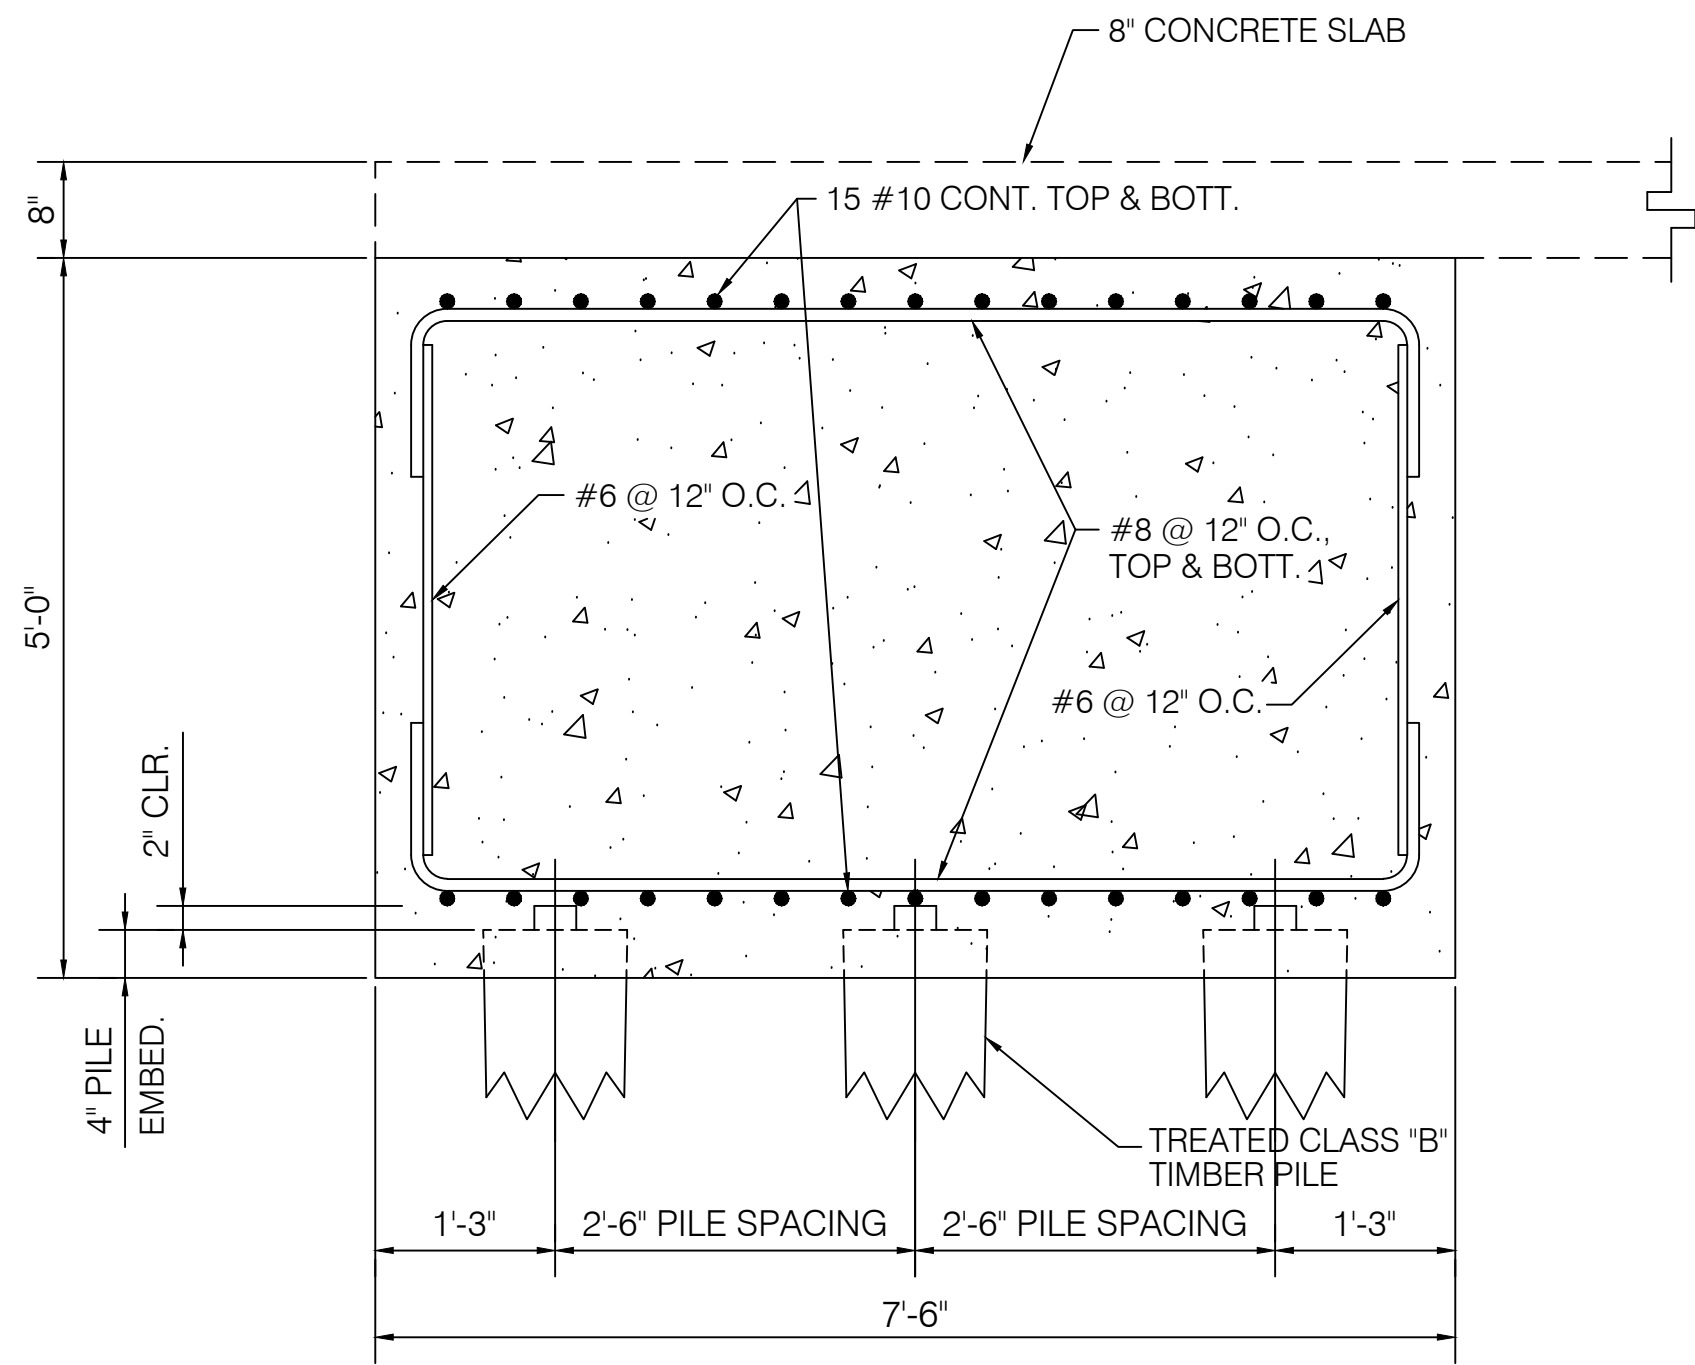 8" CONCRETE SLAB
8"
15 #10 CONT. TOP & BOTT.
#6 @ 12" O.C.
#8 @ 12" O.C.,
TOP & BOTT.
5'-0"
#6 @ 12" O.C.
2" CLR.
4" PILE
EMBED.
TREATED CLASS "B"
TIMBER PILE
1'-3"
2'-6" PILE SPACING
2'-6" PILE SPACING
1'-3"
7'-6"